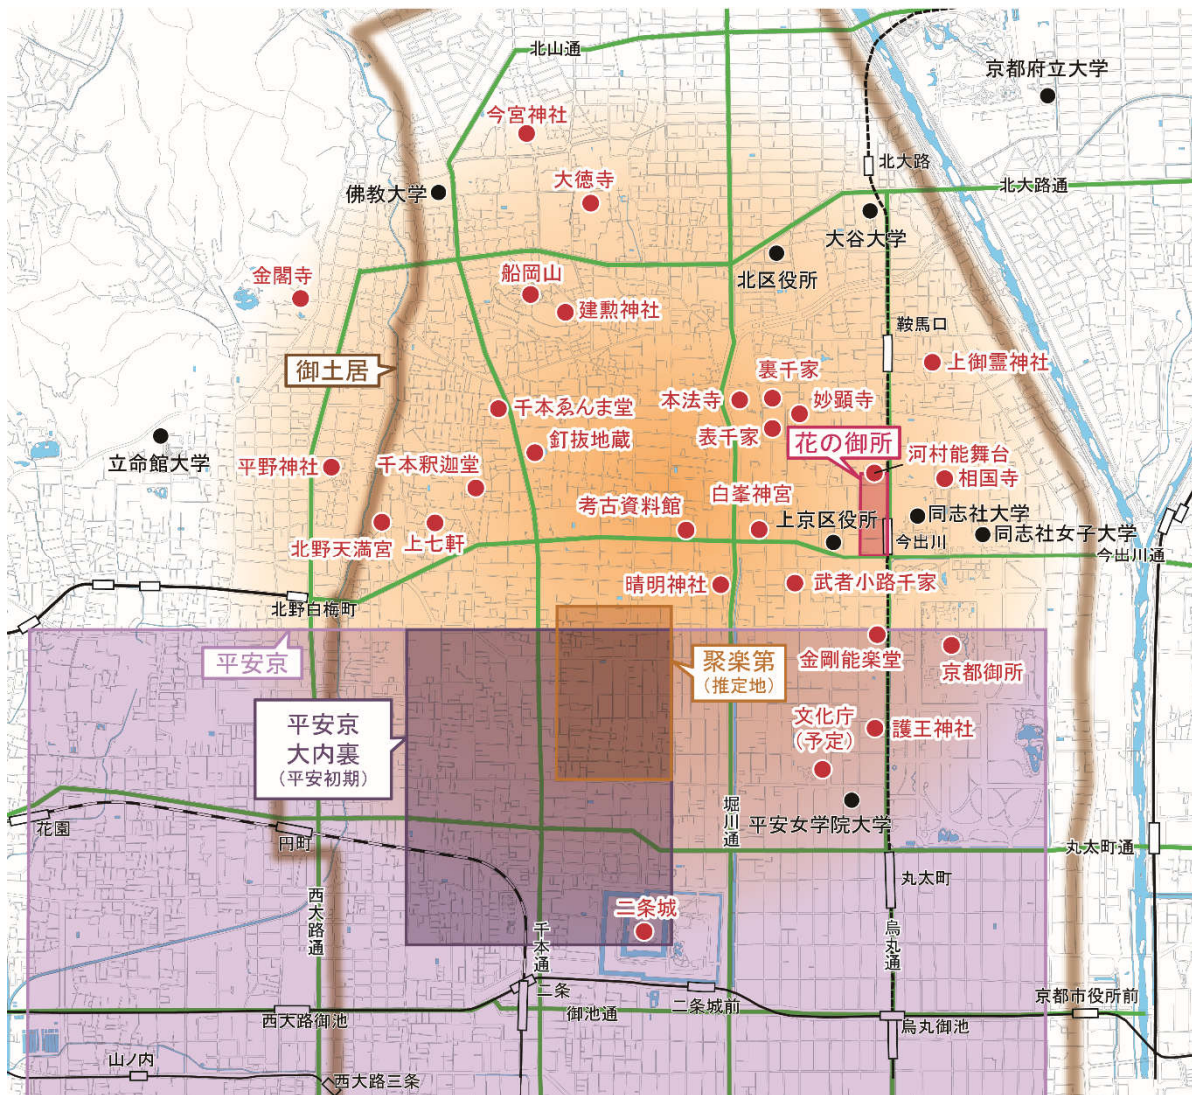 北山通
京都府立大学
今宮神社
北大路
大徳寺
北大路通
佛教大学
大谷大学
北区役所
金閣寺
船岡山
建勲神社
鞍馬口
御土居
上御霊神社
裏千家
本法寺
妙顕寺
千本ゑんま堂
表千家
花の御所
釘抜地蔵
河村能舞台
立命館大学
平野神社
千本釈迦堂
相国寺
白峯神宮
考古資料館
上京区役所
同志社大学
同志社女子大学
北野天満宮
上七軒
今出川
今出川通
晴明神社
武者小路千家
北野白梅町
平安京
聚楽第
(推定地)
金剛能楽堂
京都御所
平安京
大内裏
(平安初期)
文化庁
(予定)
護王神社
堀川通
花園
円町
平安女学院大学
丸太町通
丸太町
西大路通
二条城
千本通
烏丸通
二条
二条城前
京都市役所前
西大路御池
御池通
烏丸御池
山ノ内
西大路三条